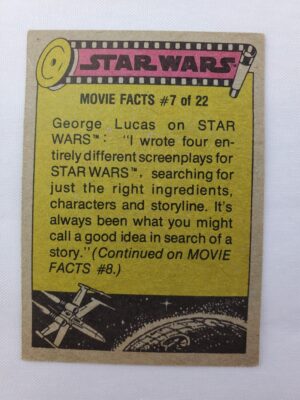 STAR WARS
MOVIE FACTS #7 of 22
George Lucas on STAR
WARS™: "I wrote four en-
tirely different screenplays for
STAR WARS™, searching for
just the right ingredients,
characters and storyline. It's
always been what you might
call a good idea in search of a
story." (Continued on MOVIE
FACTS #8.)